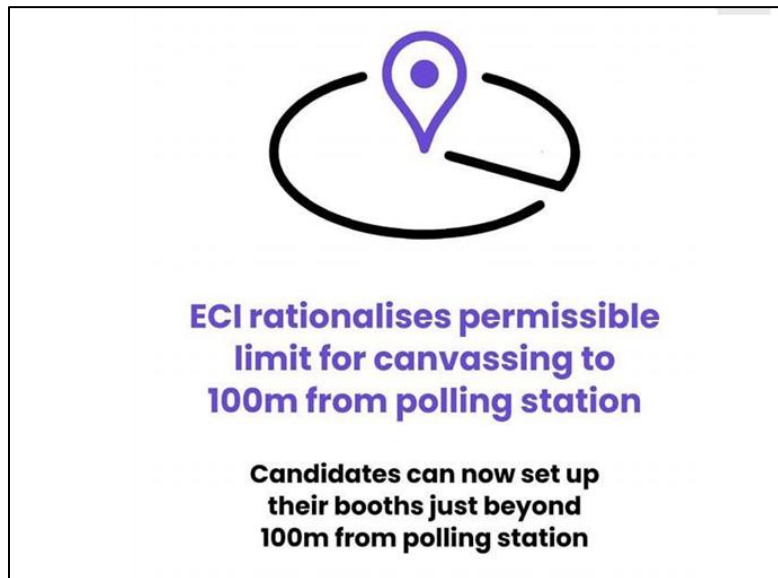 ECI rationalises permissible
limit for canvassing to
100m from polling station
Candidates can now set up
their booths just beyond
100m from polling station